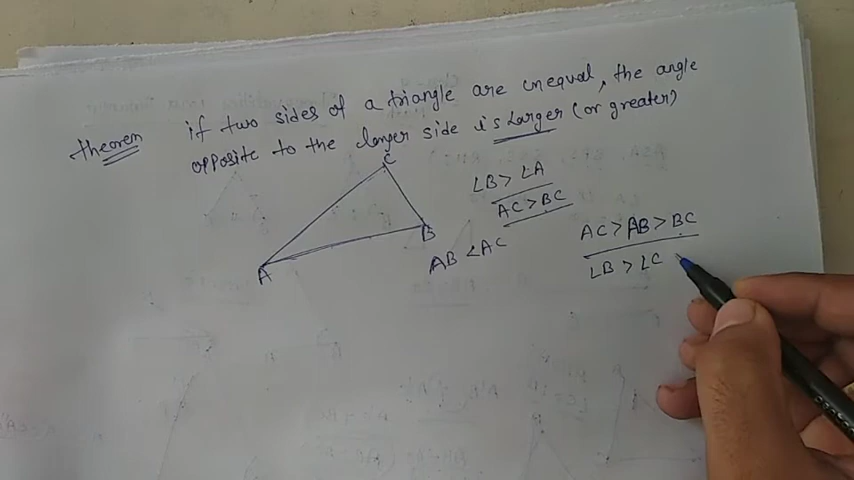 theorem if two sides of a triangle are unequal, the angle
opposite to the longer side is Larger (or greater)
C
∠B > ∠A
AC > BC
B
AB < AC
A
AC > AB > BC
∠B > ∠C